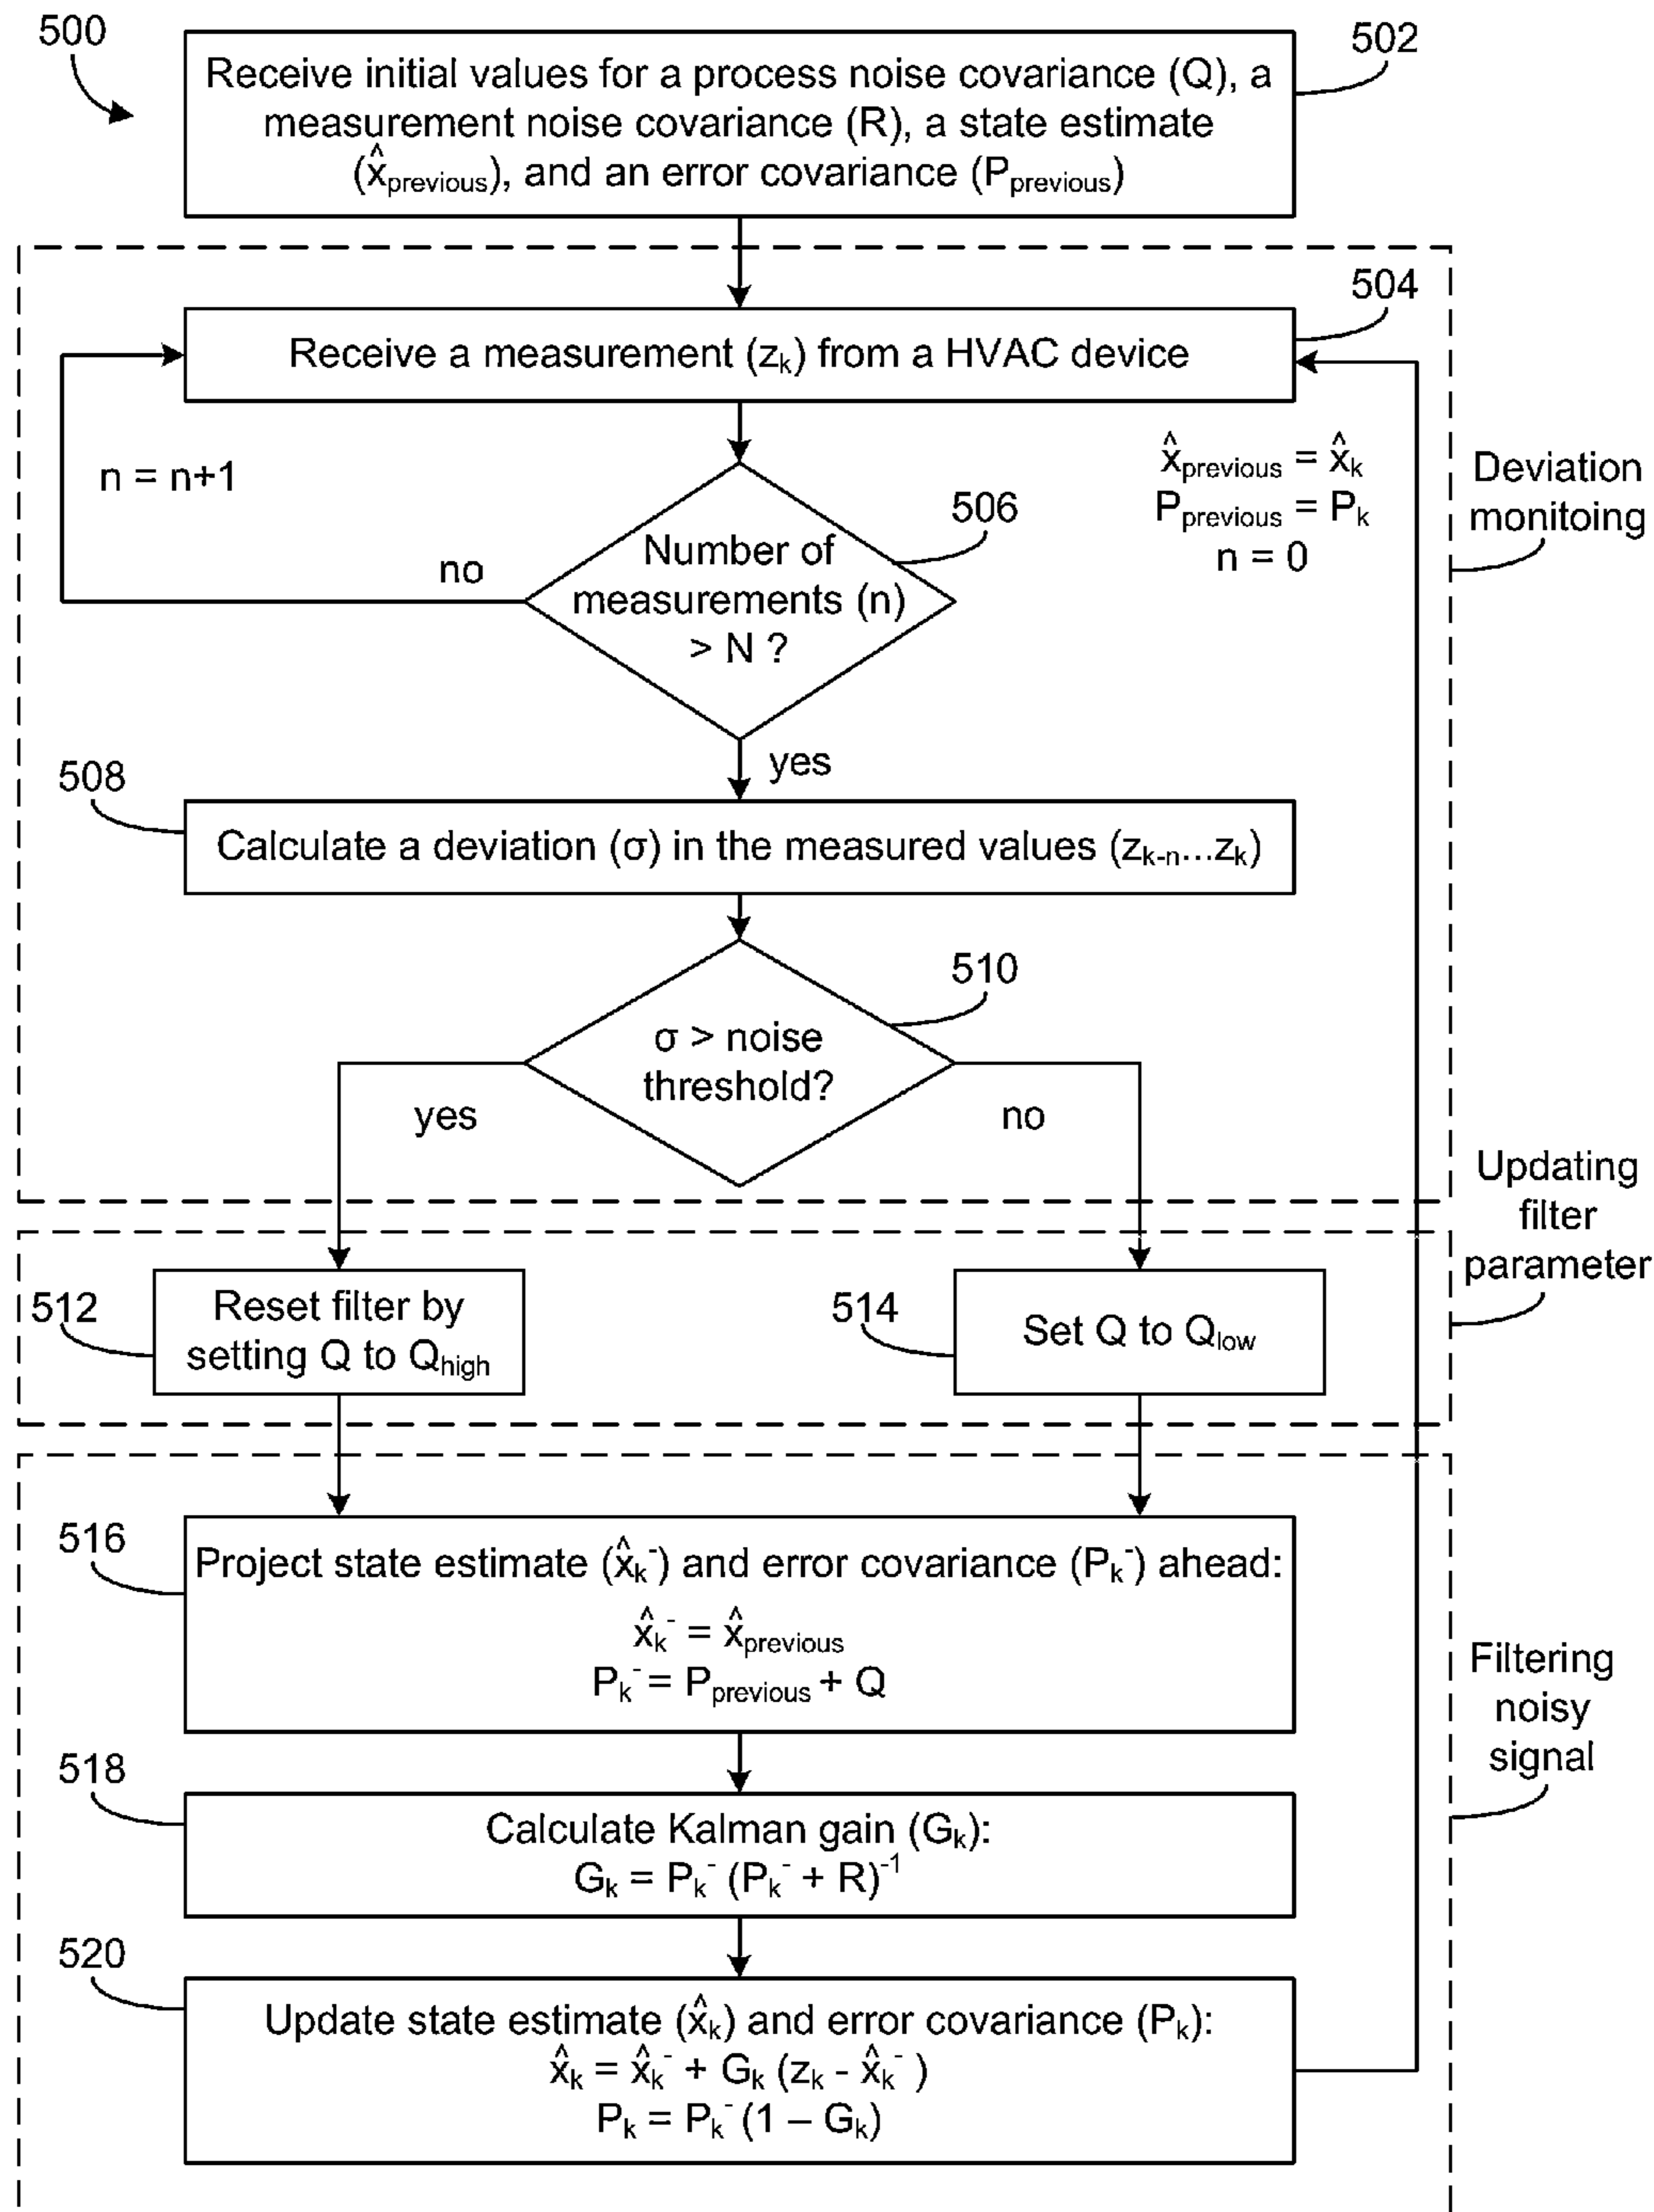 500
502
Receive initial values for a process noise covariance (Q), a
measurement noise covariance (R), a state estimate
(x̂previous), and an error covariance (Pprevious)
504
Receive a measurement (zk) from a HVAC device
n = n+1
x̂previous = x̂k
Pprevious = Pk
n = 0
Deviation
monitoing
506
Number of
measurements (n)
> N ?
no
yes
508
Calculate a deviation (σ) in the measured values (zk-n...zk)
510
σ > noise
threshold?
yes
no
Updating
filter
parameter
512
Reset filter by
setting Q to Qhigh
514
Set Q to Qlow
516
Project state estimate (x̂k⁻) and error covariance (Pk⁻) ahead:
x̂k⁻ = x̂previous
Pk⁻ = Pprevious + Q
Filtering
noisy
signal
518
Calculate Kalman gain (Gk):
Gk = Pk⁻ (Pk⁻ + R)⁻¹
520
Update state estimate (x̂k) and error covariance (Pk):
x̂k = x̂k⁻ + Gk (zk - x̂k⁻ )
Pk = Pk⁻ (1 – Gk)